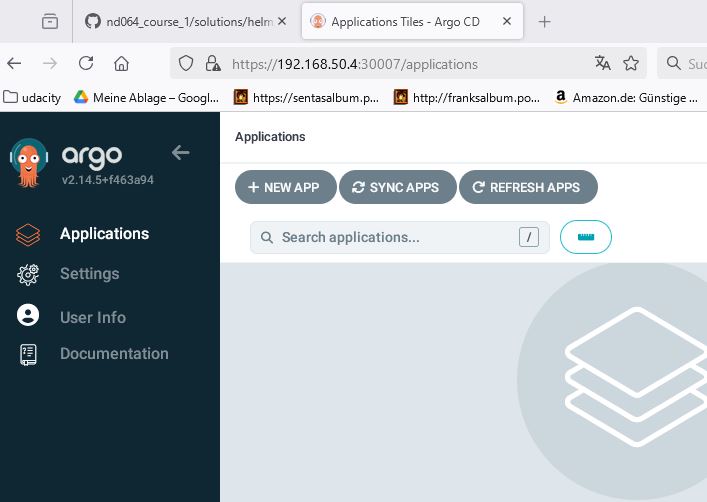 nd064_course_1/solutions/helm
Applications Tiles - Argo CD
https://192.168.50.4:30007/applications
Suc
udacity
Meine Ablage – Googl...
https://sentasalbum.p...
http://franksalbum.po...
Amazon.de: Günstige ...
argo
v2.14.5+f463a94
Applications
Settings
User Info
Documentation
Applications
NEW APP
SYNC APPS
REFRESH APPS
Search applications...
/